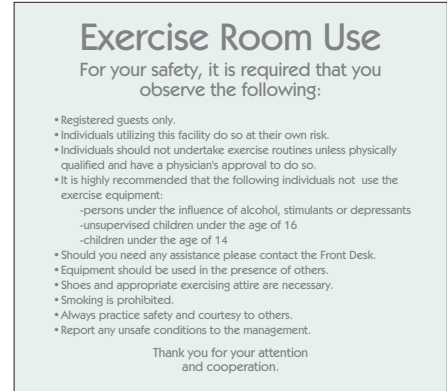 Exercise Room Use
For your safety, it is required that you
observe the following:
• Registered guests only.
• Individuals utilizing this facility do so at their own risk.
• Individuals should not undertake exercise routines unless physically
qualified and have a physician's approval to do so.
• It is highly recommended that the following individuals not use the
exercise equipment:
-persons under the influence of alcohol, stimulants or depressants
-unsupervised children under the age of 16
-children under the age of 14
• Should you need any assistance please contact the Front Desk.
• Equipment should be used in the presence of others.
• Shoes and appropriate exercising attire are necessary.
• Smoking is prohibited.
• Always practice safety and courtesy to others.
• Report any unsafe conditions to the management.
Thank you for your attention
and cooperation.